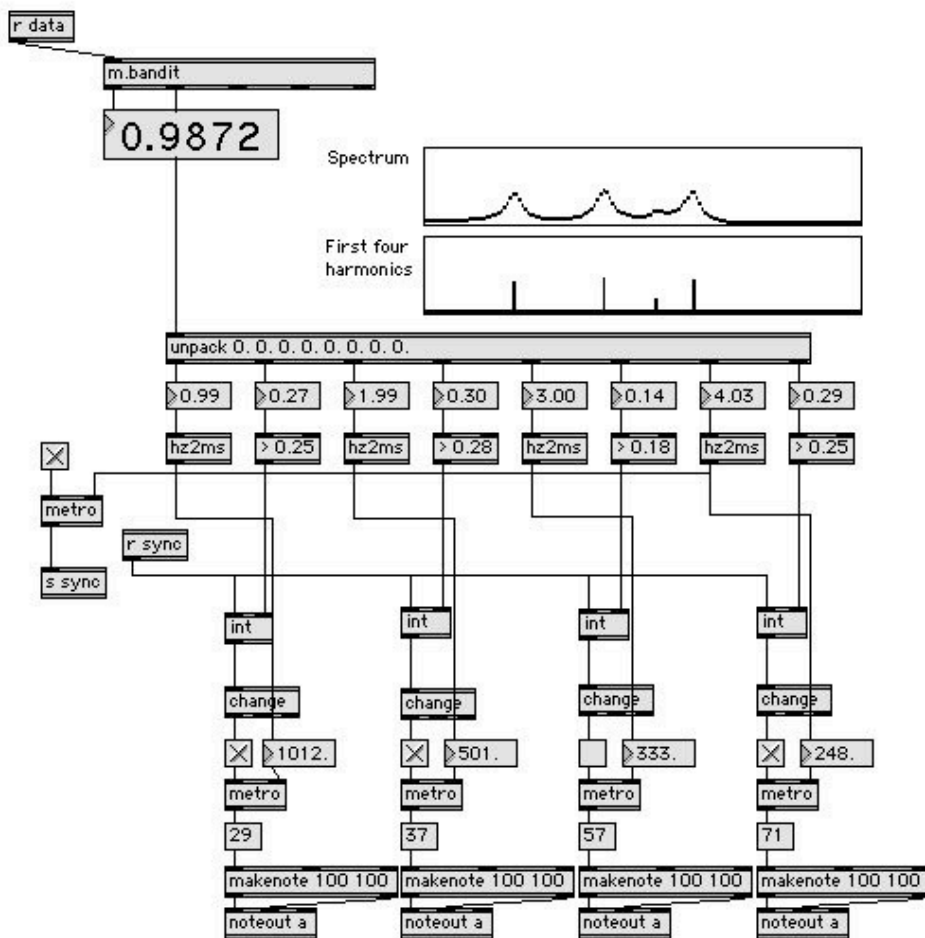 r data
m.bandit
0.9872
Spectrum
First four
harmonics
unpack 0. 0. 0. 0. 0. 0. 0. 0.
0.99 0.27 1.99 0.30 3.00 0.14 4.03 0.29
hz2ms > 0.25 hz2ms > 0.28 hz2ms > 0.18 hz2ms > 0.25
metro
r sync
s sync
int int int int
change change change change
1012. 501. 333. 248.
metro metro metro metro
29 37 57 71
makenote 100 100 makenote 100 100 makenote 100 100 makenote 100 100
noteout a noteout a noteout a noteout a